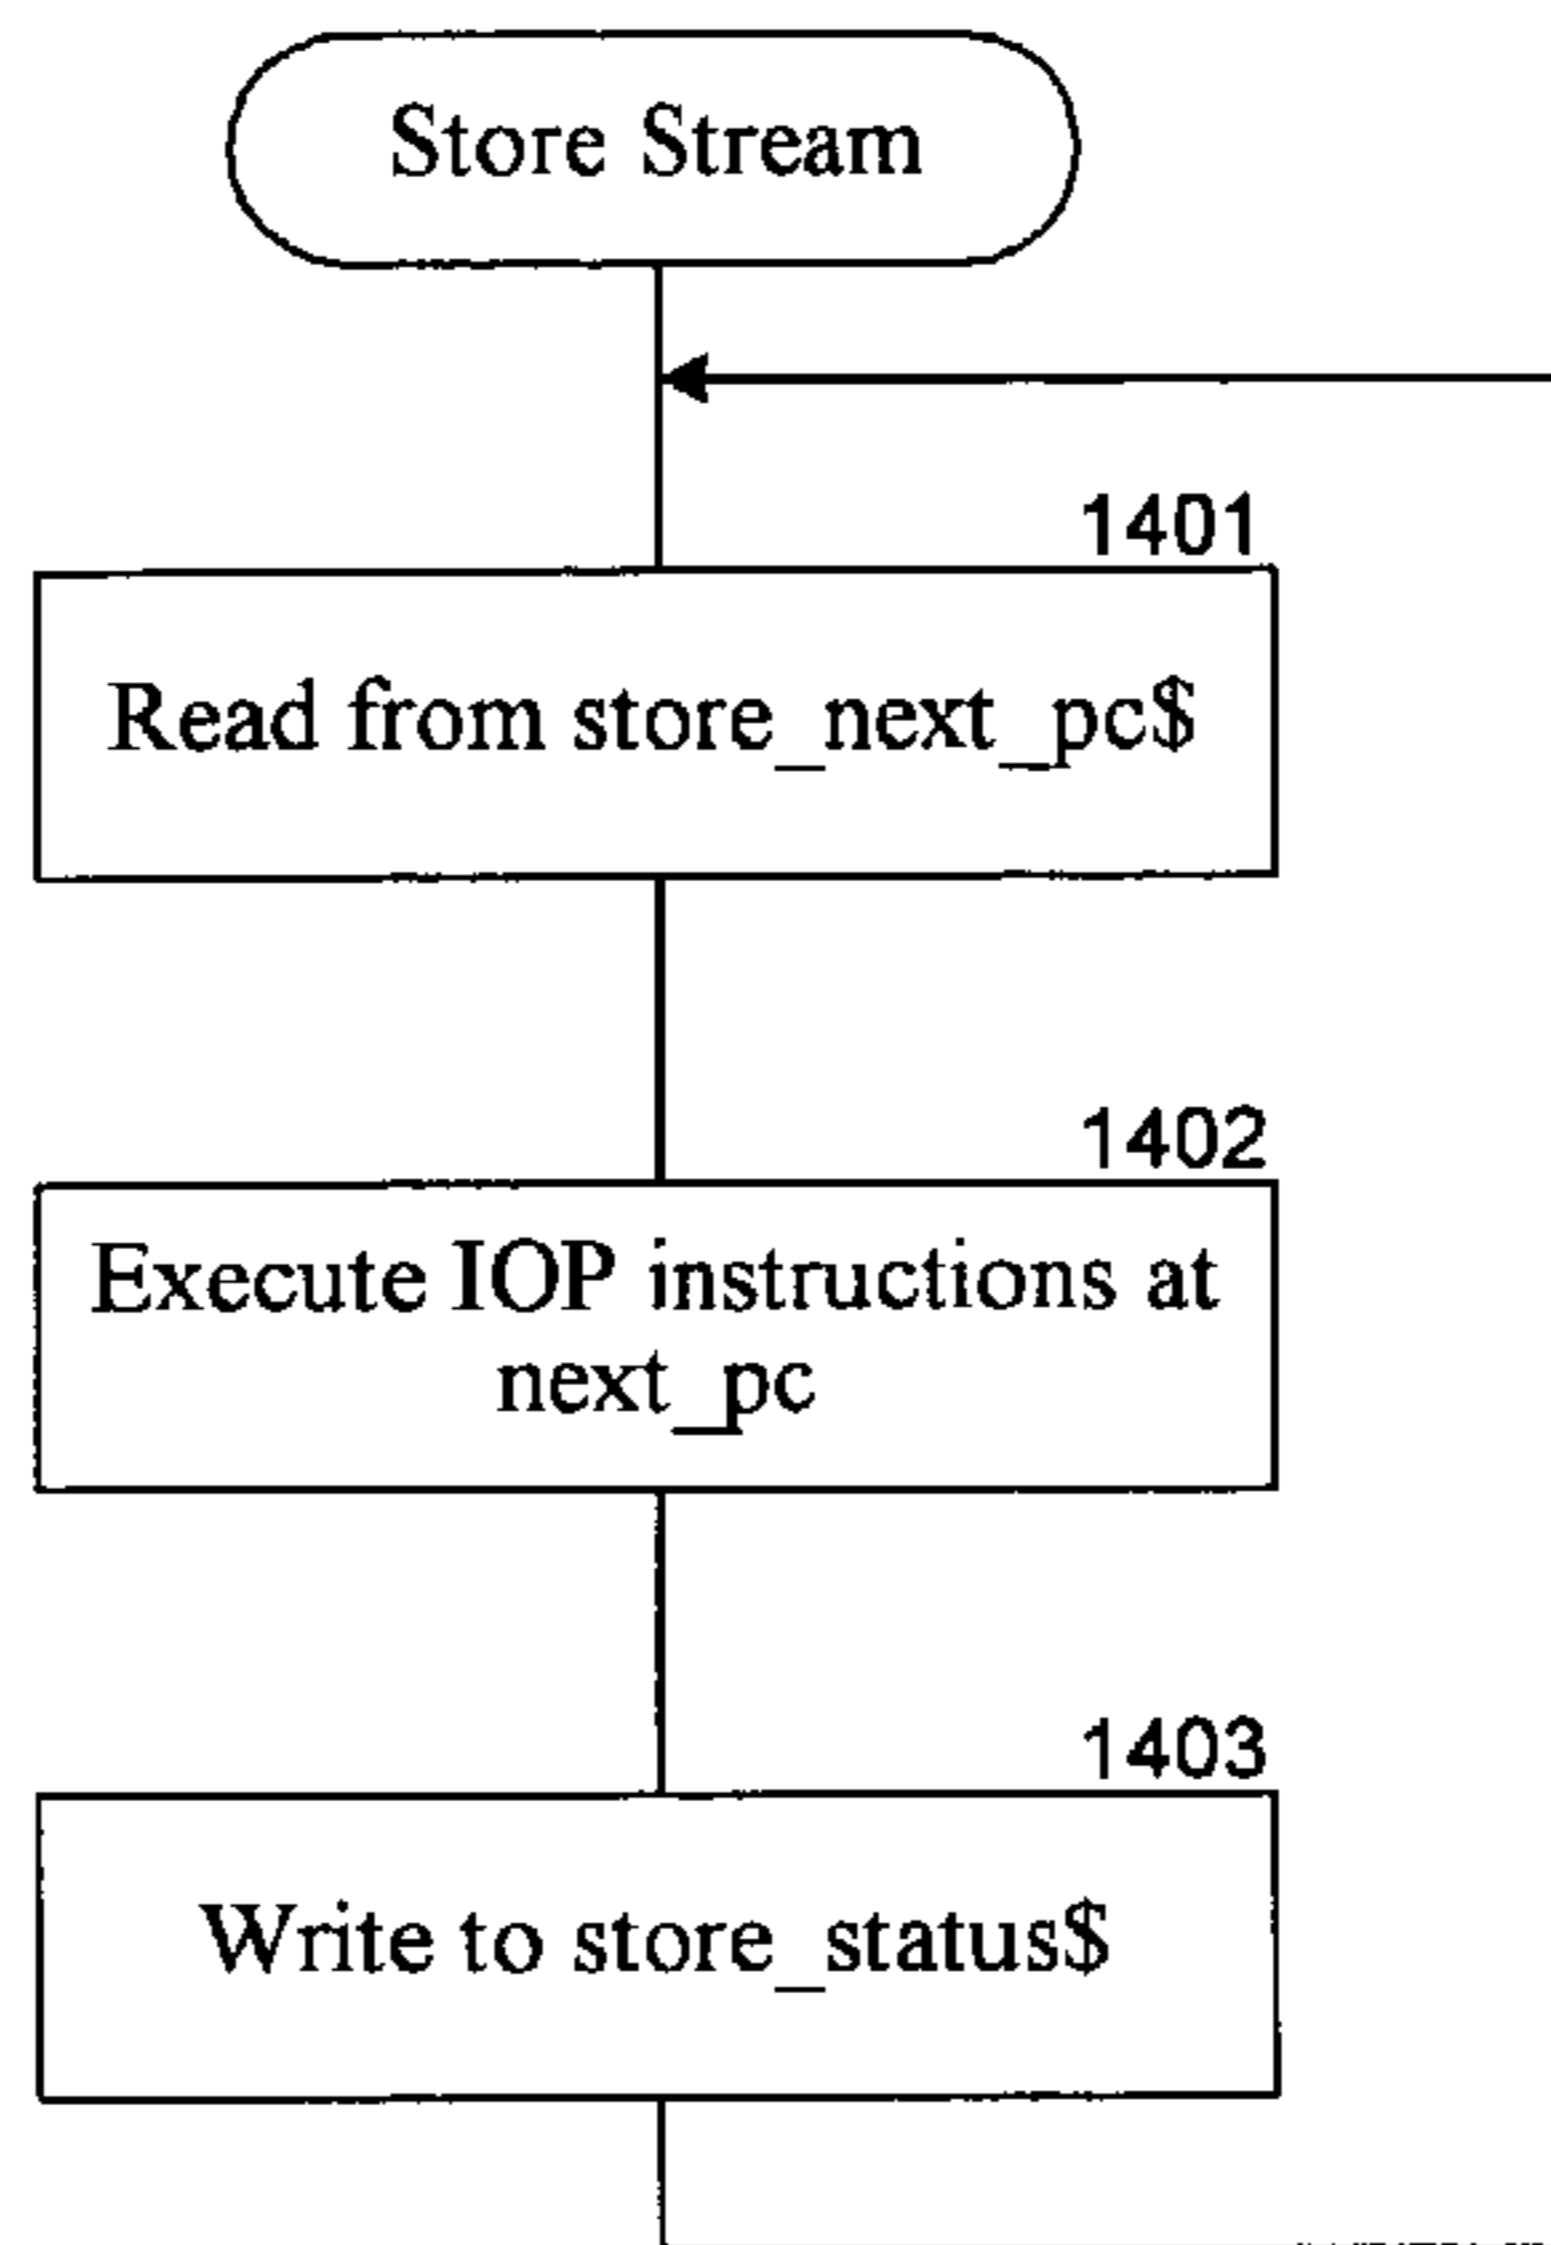 Store Stream
1401
Read from store_next_pc$
1402
Execute IOP instructions at
next_pc
1403
Write to store_status$